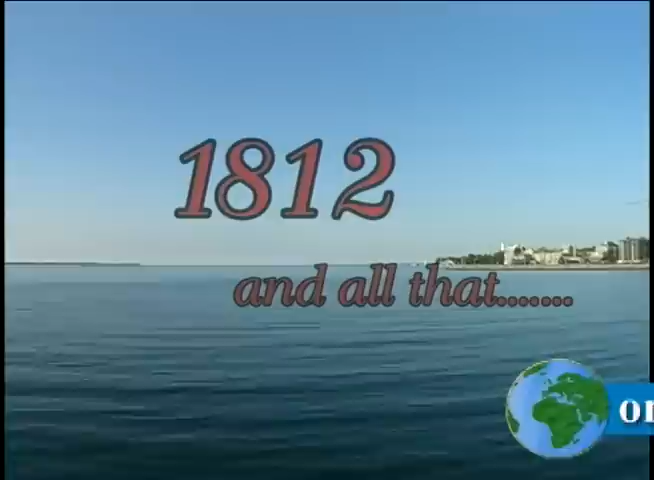 1812
and all that.......